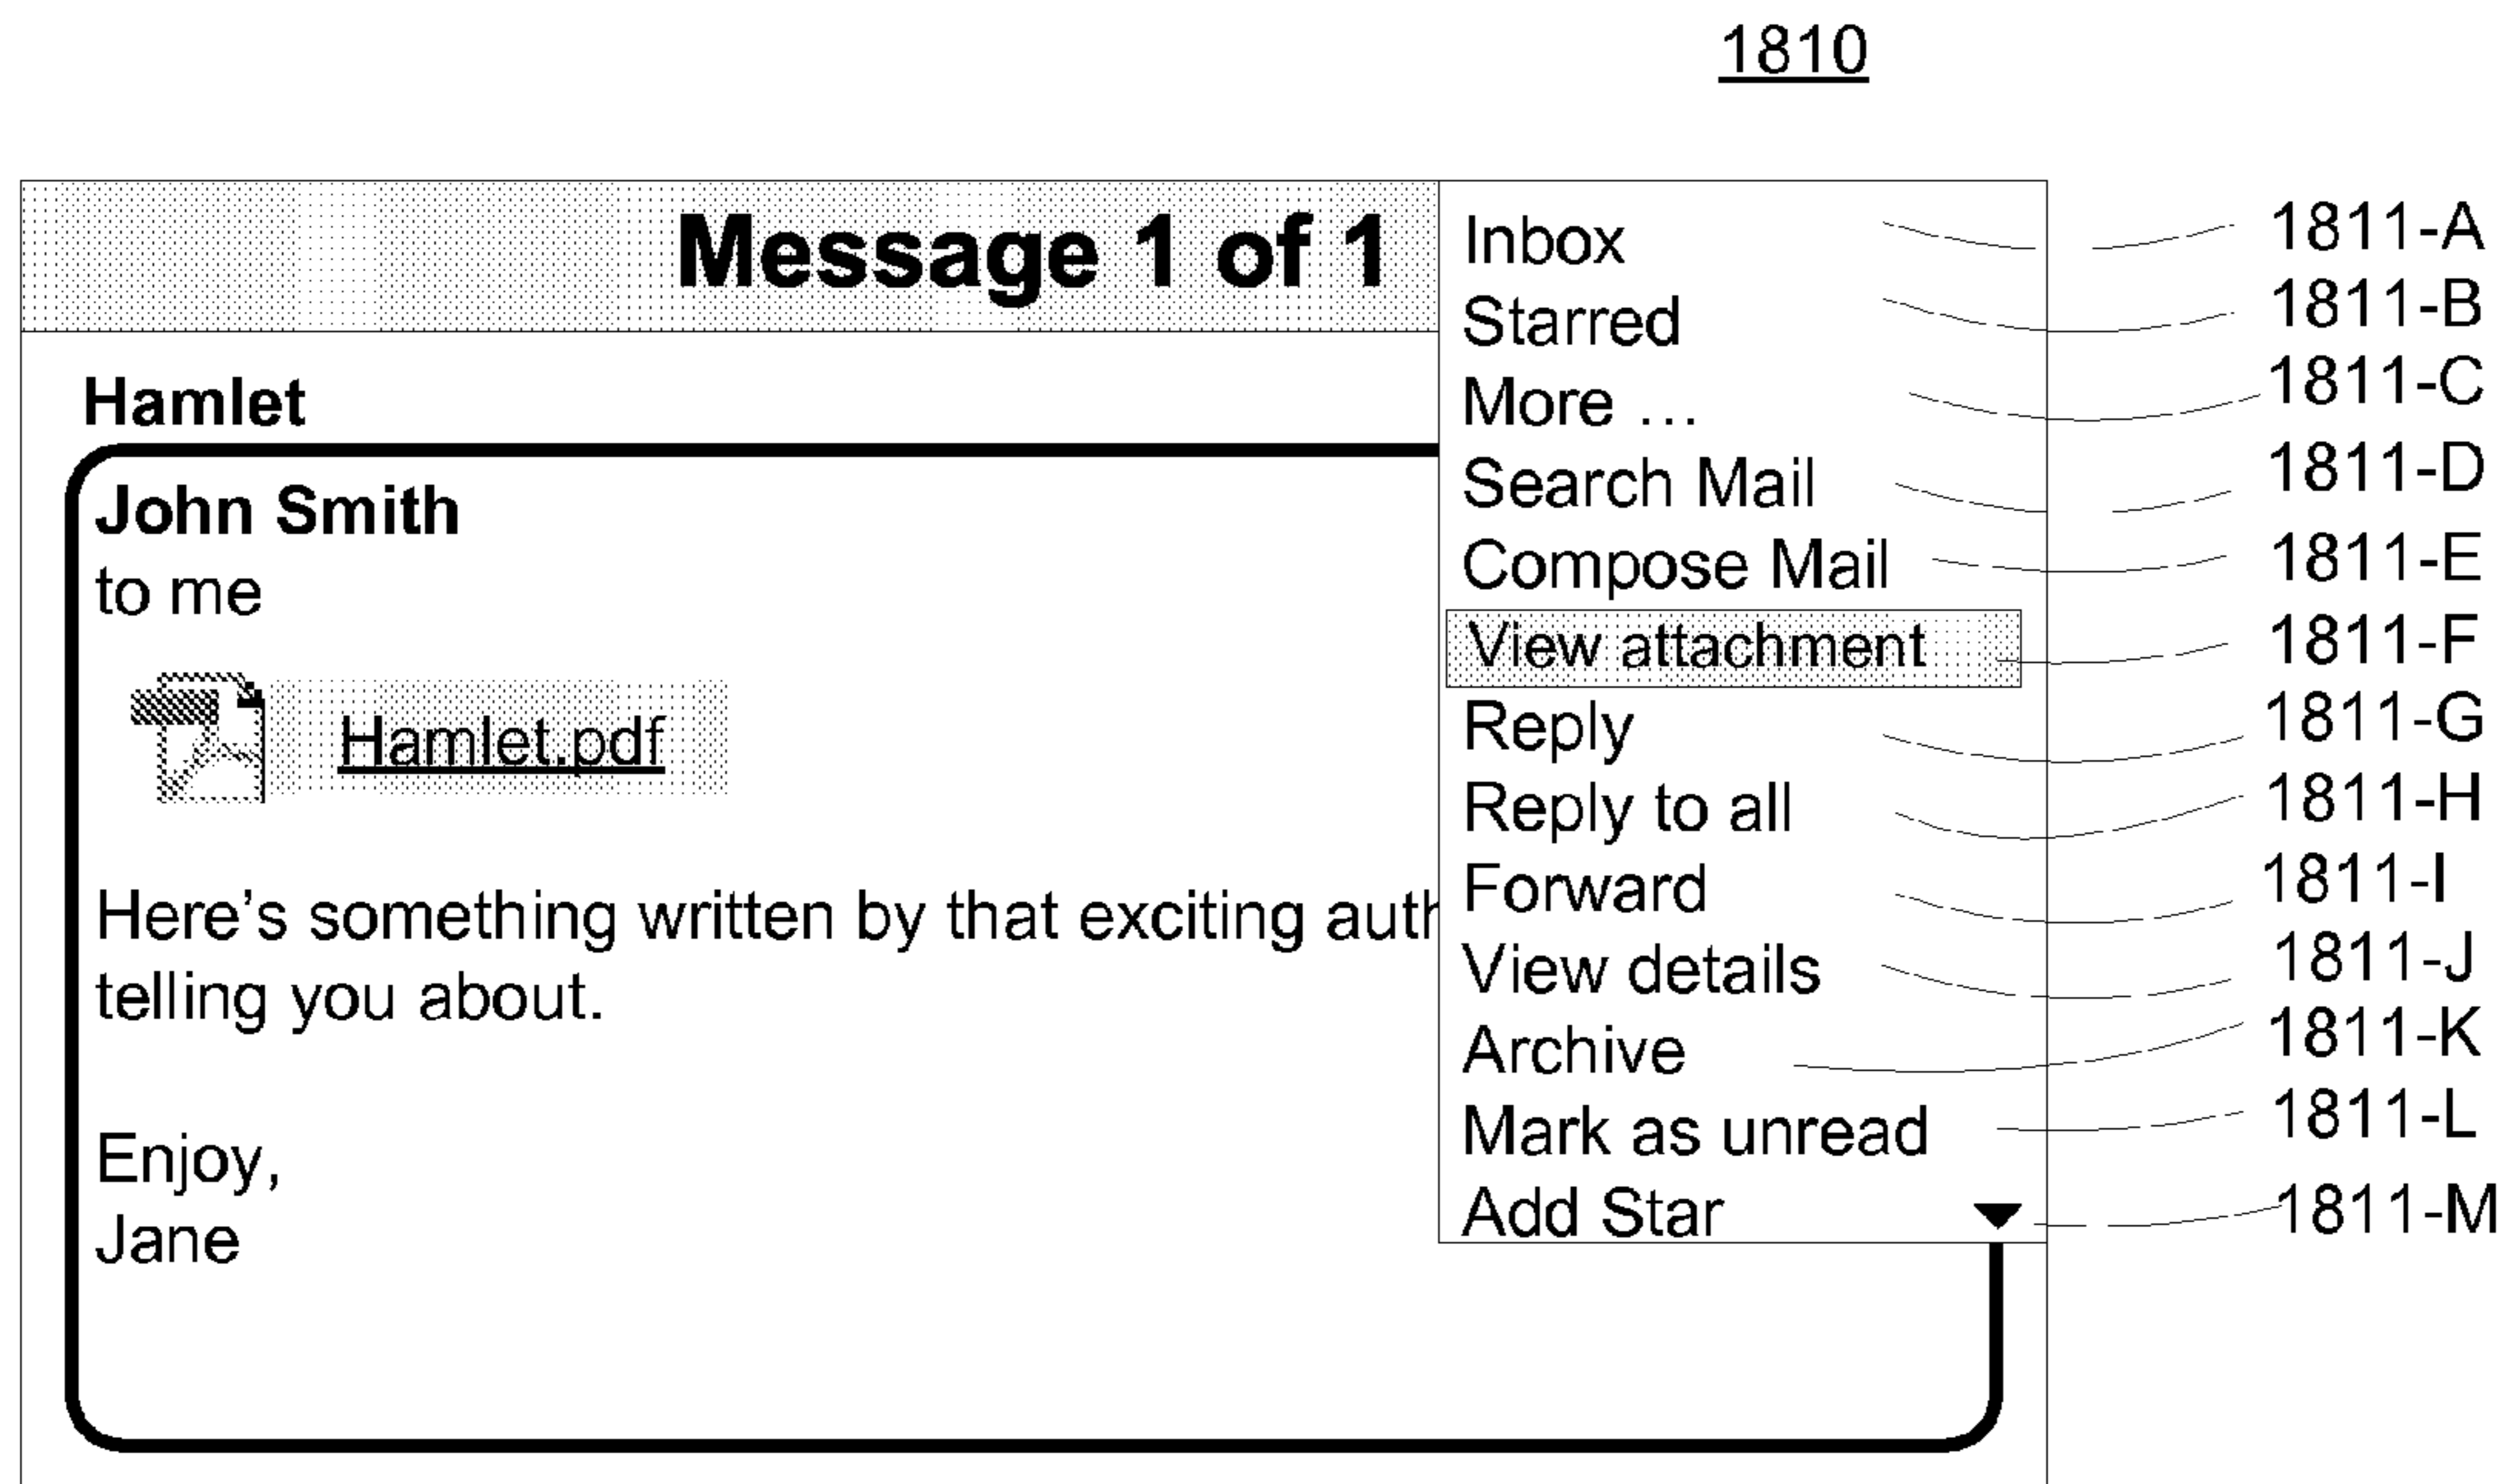 1810
Message 1 of 1
Hamlet
John Smith
to me
Hamlet.pdf
Here's something written by that exciting auth
telling you about.
Enjoy,
Jane
Inbox 1811-A
Starred 1811-B
More ... 1811-C
Search Mail 1811-D
Compose Mail 1811-E
View attachment 1811-F
Reply 1811-G
Reply to all 1811-H
Forward 1811-I
View details 1811-J
Archive 1811-K
Mark as unread 1811-L
Add Star 1811-M